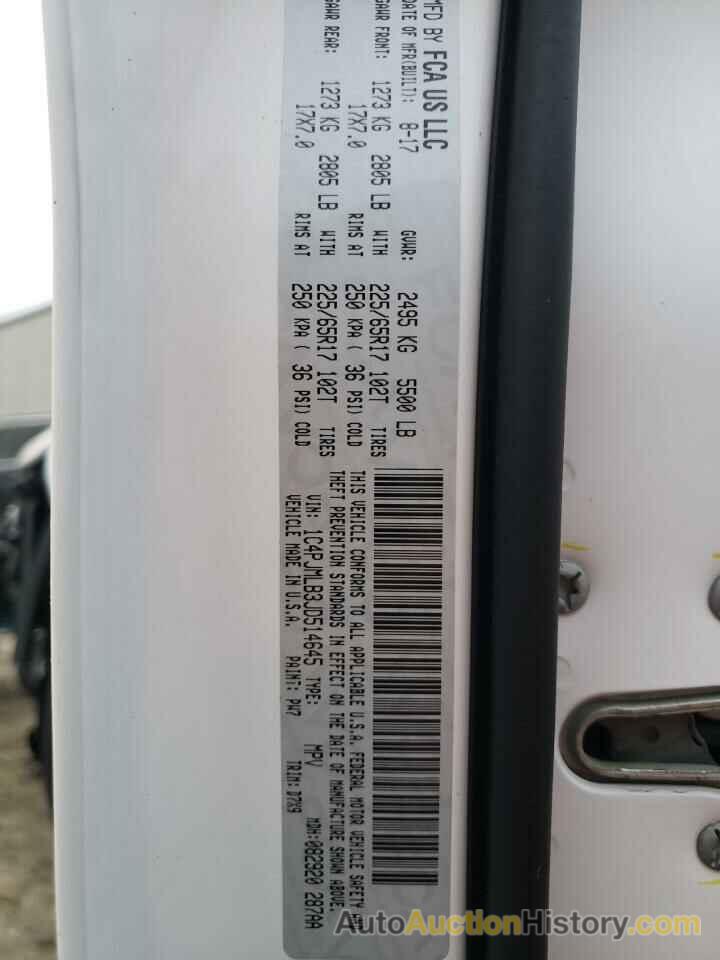 MFD BY FCA US LLC
DATE OF MFR(BUILT): 8-17 GVWR: 2495 KG 5500 LB
GAWR FRONT: 1273 KG 2805 LB WITH 225/65R17 102T TIRES
17X7.0 RIMS AT 250 KPA ( 36 PSI) COLD
GAWR REAR: 1273 KG 2805 LB WITH 225/65R17 102T TIRES
17X7.0 RIMS AT 250 KPA ( 36 PSI) COLD
THIS VEHICLE CONFORMS TO ALL APPLICABLE U.S.A. FEDERAL MOTOR VEHICLE SAFETY AND
THEFT PREVENTION STANDARDS IN EFFECT ON THE DATE OF MANUFACTURE SHOWN ABOVE.
VIN: 1C4PJMLB3JD514645 TYPE: MPV MDH:082920 287AA
VEHICLE MADE IN U.S.A. PAINT: PW7 TRIM: D7X9
AutoAuctionHistory.com